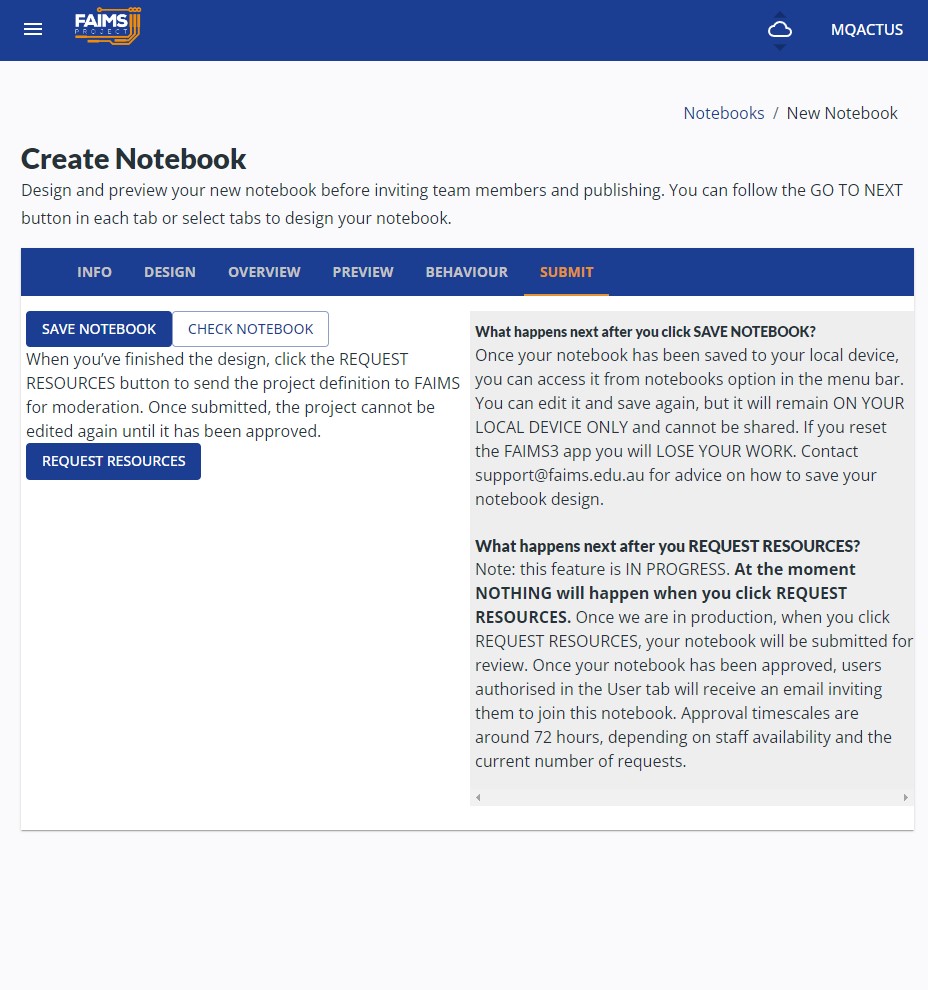 FAIMS
PROJECT
MQACTUS
Notebooks / New Notebook
Create Notebook
Design and preview your new notebook before inviting team members and publishing. You can follow the GO TO NEXT
button in each tab or select tabs to design your notebook.
INFO DESIGN OVERVIEW PREVIEW BEHAVIOUR SUBMIT
SAVE NOTEBOOK CHECK NOTEBOOK
When you’ve finished the design, click the REQUEST
RESOURCES button to send the project definition to FAIMS
for moderation. Once submitted, the project cannot be
edited again until it has been approved.
REQUEST RESOURCES
What happens next after you click SAVE NOTEBOOK?
Once your notebook has been saved to your local device,
you can access it from notebooks option in the menu bar.
You can edit it and save again, but it will remain ON YOUR
LOCAL DEVICE ONLY and cannot be shared. If you reset
the FAIMS3 app you will LOSE YOUR WORK. Contact
support@faims.edu.au for advice on how to save your
notebook design.
What happens next after you REQUEST RESOURCES?
Note: this feature is IN PROGRESS. At the moment
NOTHING will happen when you click REQUEST
RESOURCES. Once we are in production, when you click
REQUEST RESOURCES, your notebook will be submitted for
review. Once your notebook has been approved, users
authorised in the User tab will receive an email inviting
them to join this notebook. Approval timescales are
around 72 hours, depending on staff availability and the
current number of requests.